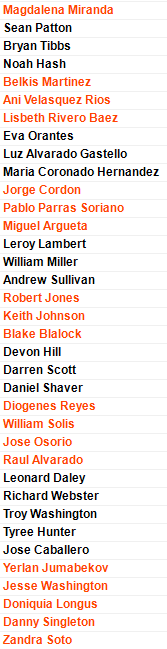 Magdalena Miranda
Sean Patton
Bryan Tibbs
Noah Hash
Belkis Martinez
Ani Velasquez Rios
Lisbeth Rivero Baez
Eva Orantes
Luz Alvarado Gastello
Maria Coronado Hernandez
Jorge Cordon
Pablo Parras Soriano
Miguel Argueta
Leroy Lambert
William Miller
Andrew Sullivan
Robert Jones
Keith Johnson
Blake Blalock
Devon Hill
Darren Scott
Daniel Shaver
Diogenes Reyes
William Solis
Jose Osorio
Raul Alvarado
Leonard Daley
Richard Webster
Troy Washington
Tyree Hunter
Jose Caballero
Yerlan Jumabekov
Jesse Washington
Doniquia Longus
Danny Singleton
Zandra Soto